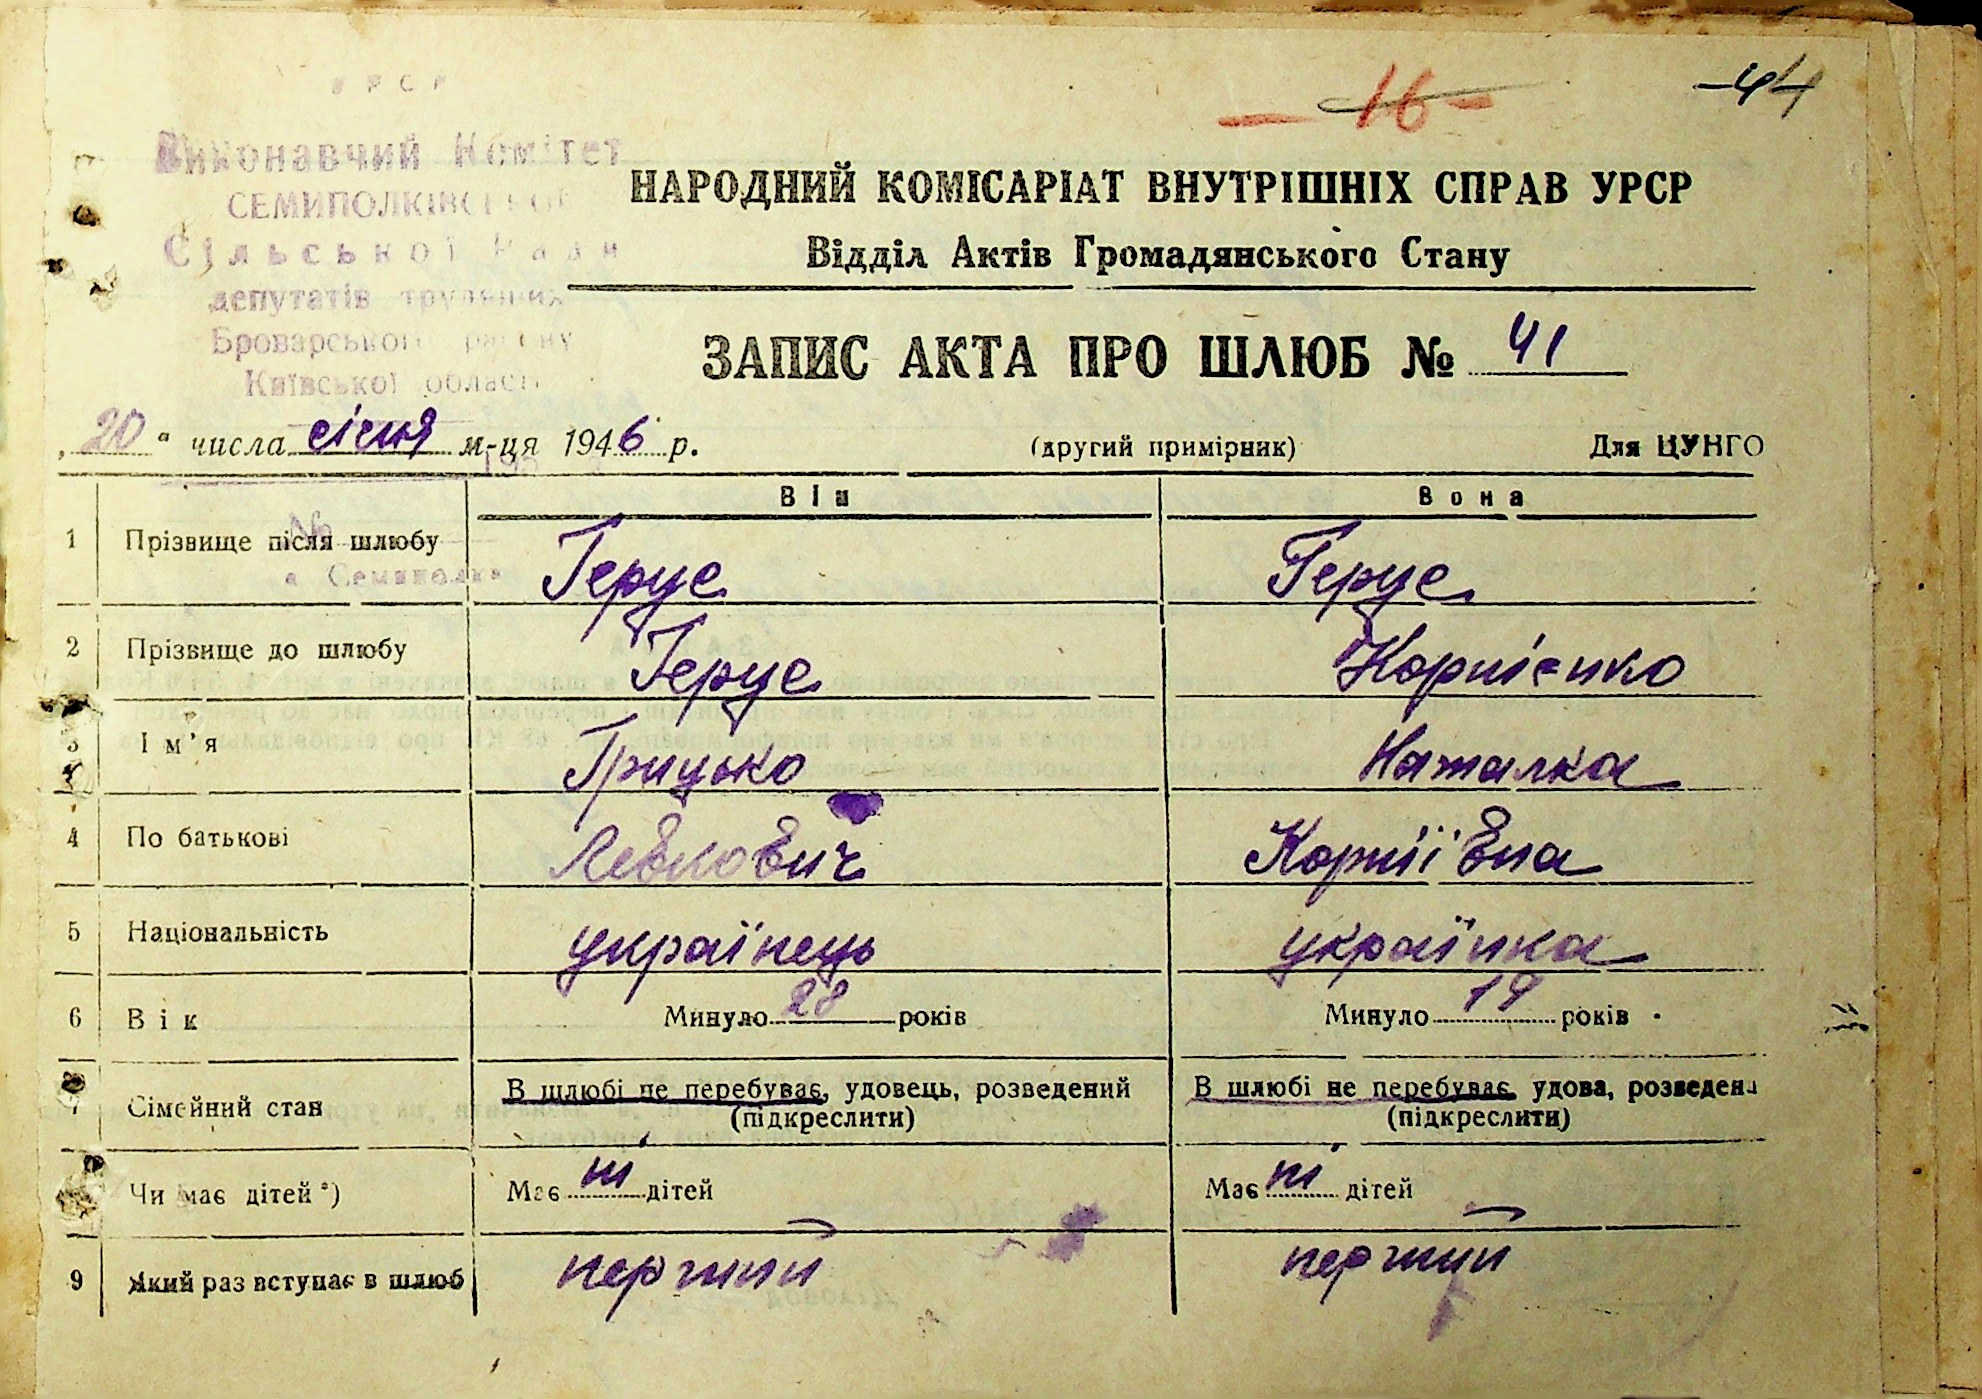 УРСР
Виконавчий Комітет
СЕМИПОЛКІВСЬКОЇ
Сільської Ради
депутатів трудящих
Броварського району
Київської області
-16-
-44
НАРОДНИЙ КОМІСАРІАТ ВНУТРІШНІХ СПРАВ УРСР
Відділ Актів Громадянського Стану
ЗАПИС АКТА ПРО ШЛЮБ № 41
„20" числа січня м-ця 1946 р. (другий примірник) Для ЦУНГО
Він Вона
1 Прізвище після шлюбу Герус Герус
№
с Семиполки
2 Прізвище до шлюбу Герус Корнієнко
3 Ім'я Грицько Наталка
4 По батькові Левкович Корніївна
5 Національність українець українка
6 Вік Минуло 28 років Минуло 19 років
7 Сімейний стан В шлюбі не перебуває, удовець, розведений В шлюбі не перебуває, удова, розведена
(підкреслити) (підкреслити)
Чи має дітей*) Має ні дітей Має ні дітей
9 Який раз вступає в шлюб перший перший